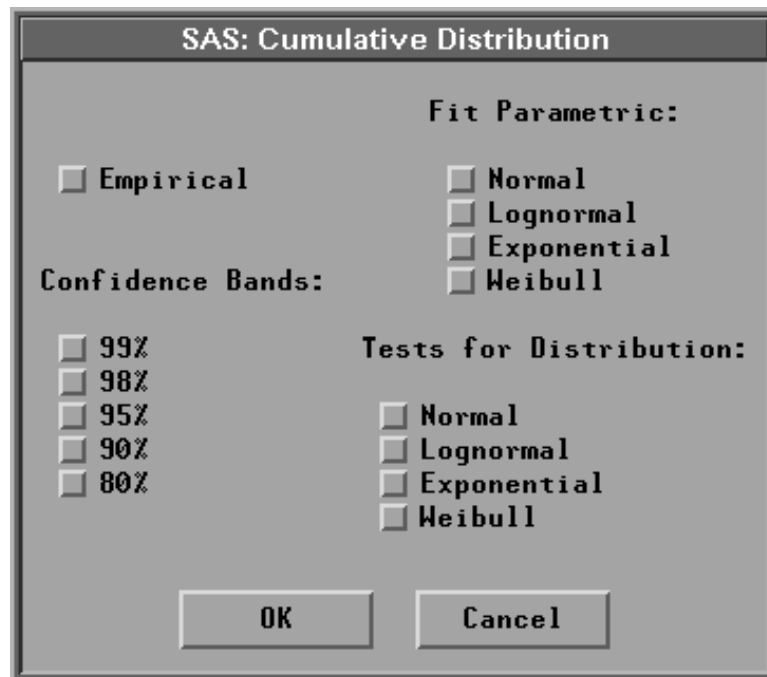 SAS: Cumulative Distribution
Empirical
Confidence Bands:
99%
98%
95%
90%
80%
Fit Parametric:
Normal
Lognormal
Exponential
Weibull
Tests for Distribution:
Normal
Lognormal
Exponential
Weibull
OK
Cancel